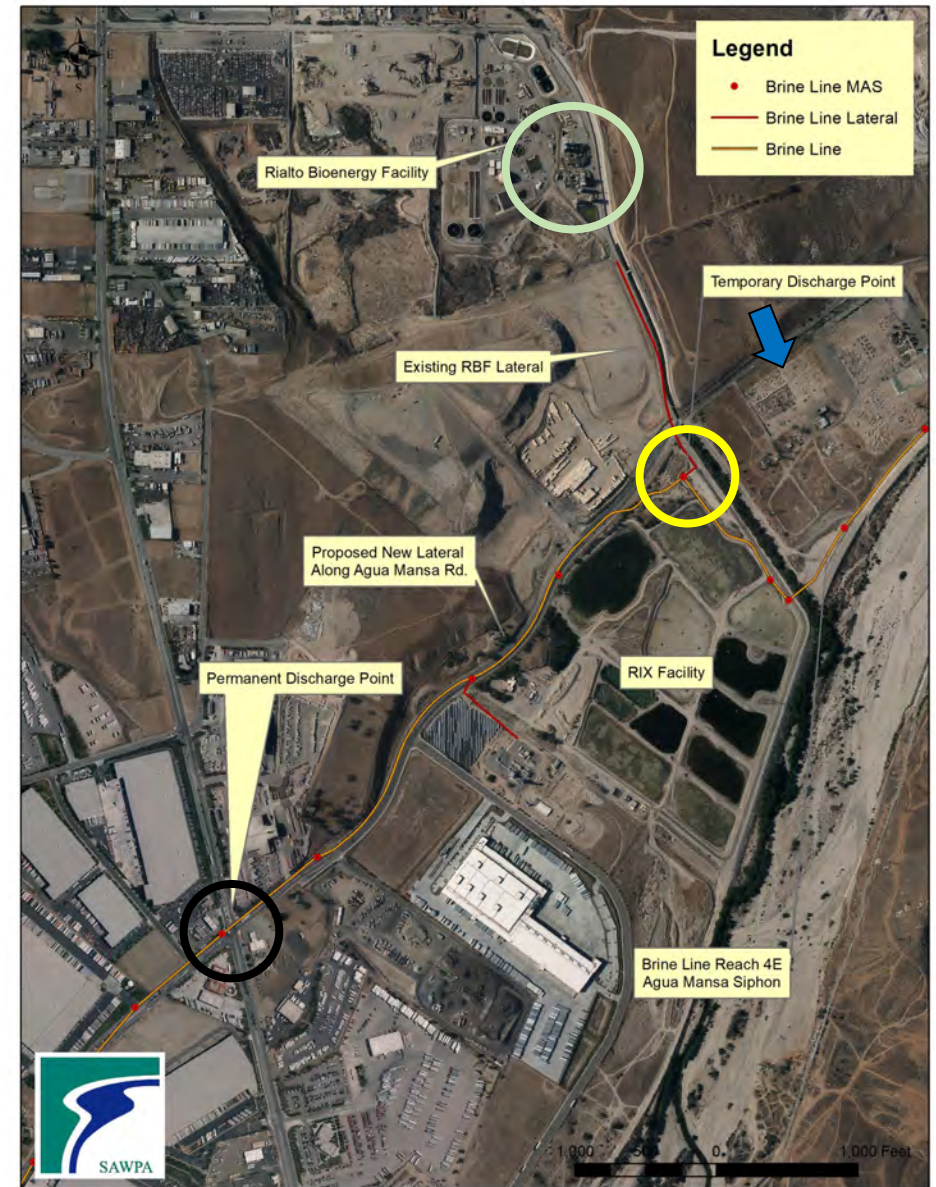 Legend
Brine Line MAS
Brine Line Lateral
Brine Line
Rialto Bioenergy Facility
Temporary Discharge Point
Existing RBF Lateral
Proposed New Lateral
Along Agua Mansa Rd.
RIX Facility
Permanent Discharge Point
Brine Line Reach 4E
Agua Mansa Siphon
SAWPA
1,000 500 0 1,000 Feet
N
S